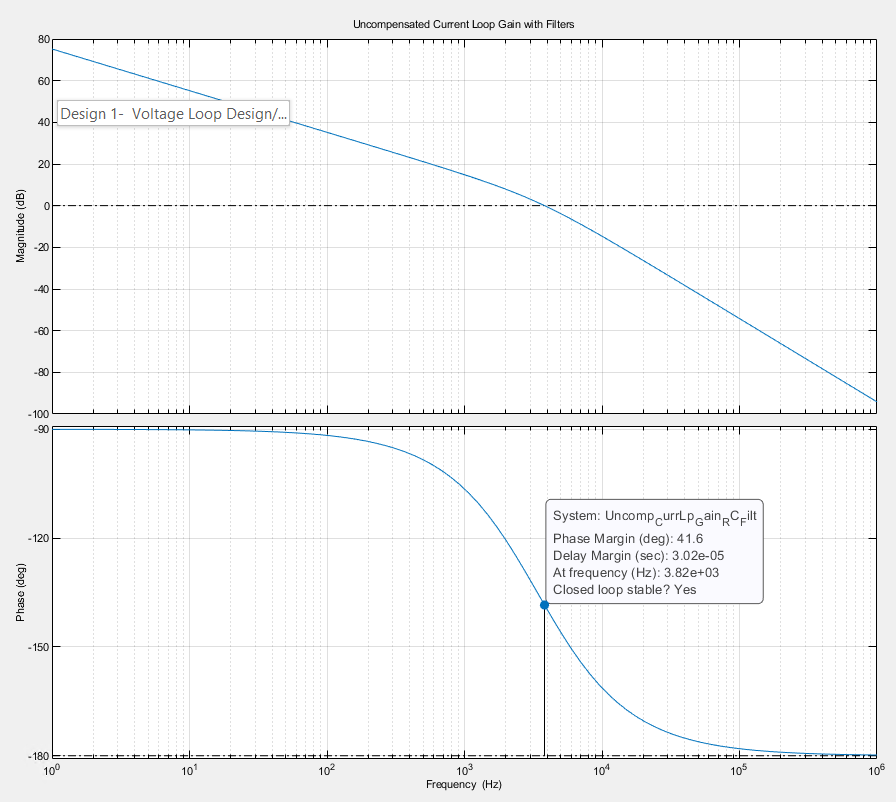 Uncompensated Current Loop Gain with Filters
80
60
Design 1-  Voltage Loop Design/...
40
20
0
-20
-40
-60
-80
-100
Magnitude (dB)
-90
-120
-150
-180
Phase (deg)
System: Uncomp_CurrLp_Gain_RC_Filt
Phase Margin (deg): 41.6
Delay Margin (sec): 3.02e-05
At frequency (Hz): 3.82e+03
Closed loop stable? Yes
10^0 10^1 10^2 10^3 10^4 10^5 10^6
Frequency (Hz)